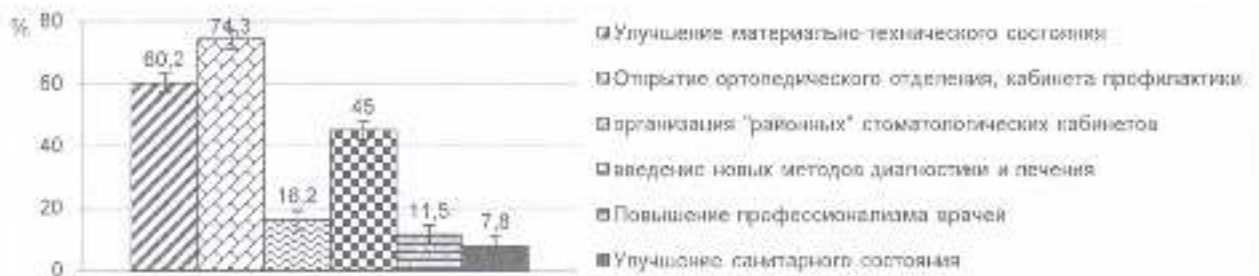 %
80
60
40
20
0
60,2
74,3
16,2
45
11,5
7,8
Улучшение материально-технического состояния
Открытие ортопедического отделения, кабинета профилактики
организация "районных" стоматологических кабинетов
введение новых методов диагностики и лечения
Повышение профессионализма врачей
Улучшение санитарного состояния